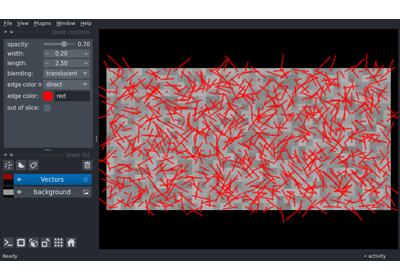 File View Plugins Window Help
layer controls
opacity: 0.70
width: 0.20
length: 2.50
blending: translucent
edge color m direct
edge color: red
out of slice:
layer list
Vectors
background
Ready activity